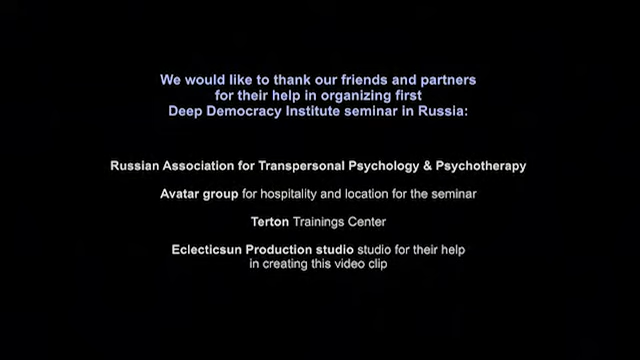 We would like to thank our friends and partners
for their help in organizing first
Deep Democracy Institute seminar in Russia:
Russian Association for Transpersonal Psychology & Psychotherapy
Avatar group for hospitality and location for the seminar
Terton Trainings Center
Eclecticsun Production studio studio for their help
in creating this video clip